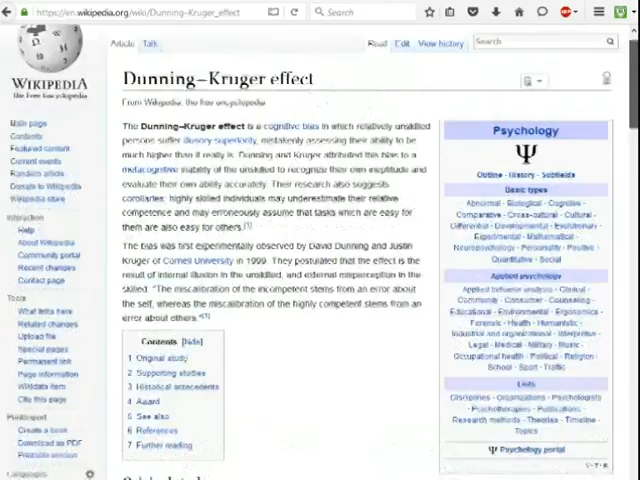 https://en.wikipedia.org/wiki/Dunning–Kruger_effect
Search
Article Talk
Read Edit View history
Search
WIKIPEDIA
The Free Encyclopedia
Main page
Contents
Featured content
Current events
Random article
Donate to Wikipedia
Wikipedia store
Interaction
Help
About Wikipedia
Community portal
Recent changes
Contact page
Tools
What links here
Related changes
Upload file
Special pages
Permanent link
Page information
Wikidata item
Cite this page
Print/export
Create a book
Download as PDF
Printable version
Languages
Dunning–Kruger effect
From Wikipedia, the free encyclopedia
The Dunning–Kruger effect is a cognitive bias in which relatively unskilled
persons suffer illusory superiority, mistakenly assessing their ability to be
much higher than it really is. Dunning and Kruger attributed this bias to a
metacognitive inability of the unskilled to recognize their own ineptitude and
evaluate their own ability accurately. Their research also suggests
corollaries: highly skilled individuals may underestimate their relative
competence and may erroneously assume that tasks which are easy for
them are also easy for others.[1]
The bias was first experimentally observed by David Dunning and Justin
Kruger of Cornell University in 1999. They postulated that the effect is the
result of internal illusion in the unskilled, and external misperception in the
skilled: "The miscalibration of the incompetent stems from an error about
the self, whereas the miscalibration of the highly competent stems from an
error about others."[1]
Contents [hide]
1 Original study
2 Supporting studies
3 Historical antecedents
4 Award
5 See also
6 References
7 Further reading
Psychology
Ψ
Outline · History · Subfields
Basic types
Abnormal · Biological · Cognitive ·
Comparative · Cross-cultural · Cultural ·
Differential · Developmental · Evolutionary ·
Experimental · Mathematical ·
Neuropsychology · Personality · Positive ·
Quantitative · Social
Applied psychology
Applied behavior analysis · Clinical ·
Community · Consumer · Counseling ·
Educational · Environmental · Ergonomics ·
Forensic · Health · Humanistic ·
Industrial and organizational · Interpretive ·
Legal · Medical · Military · Music ·
Occupational health · Political · Religion ·
School · Sport · Traffic
Lists
Disciplines · Organizations · Psychologists ·
Psychotherapies · Publications ·
Research methods · Theories · Timeline ·
Topics
Ψ Psychology portal
V · T · E